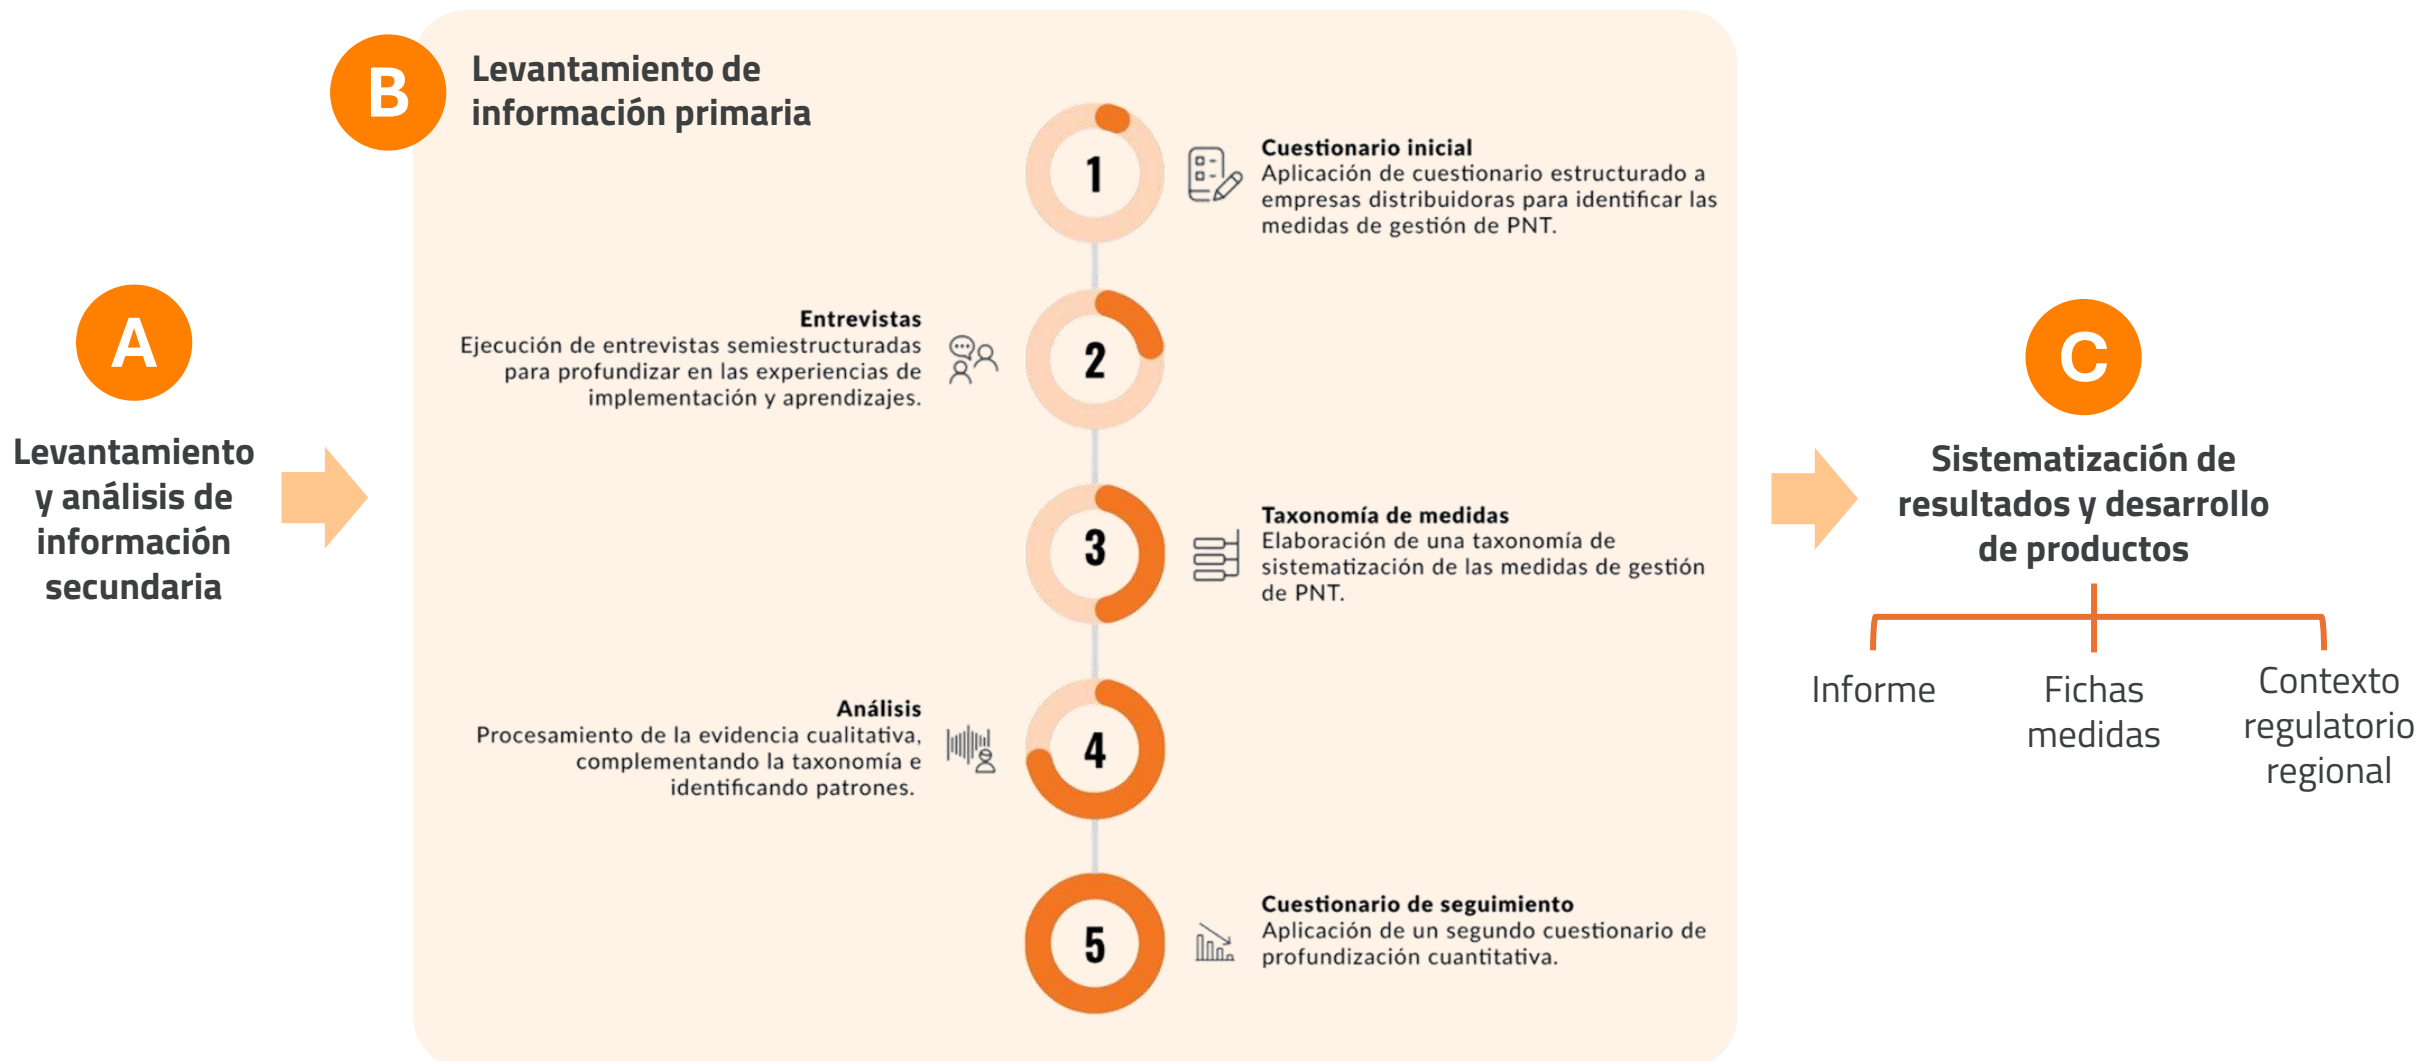 A
Levantamiento
y análisis de
información
secundaria
B
Levantamiento de
información primaria
1
Cuestionario inicial
Aplicación de cuestionario estructurado a
empresas distribuidoras para identificar las
medidas de gestión de PNT.
Entrevistas
Ejecución de entrevistas semiestructuradas
para profundizar en las experiencias de
implementación y aprendizajes.
2
3
Taxonomía de medidas
Elaboración de una taxonomía de
sistematización de las medidas de gestión
de PNT.
Análisis
Procesamiento de la evidencia cualitativa,
complementando la taxonomía e
identificando patrones.
4
5
Cuestionario de seguimiento
Aplicación de un segundo cuestionario de
profundización cuantitativa.
C
Sistematización de
resultados y desarrollo
de productos
Informe
Fichas
medidas
Contexto
regulatorio
regional